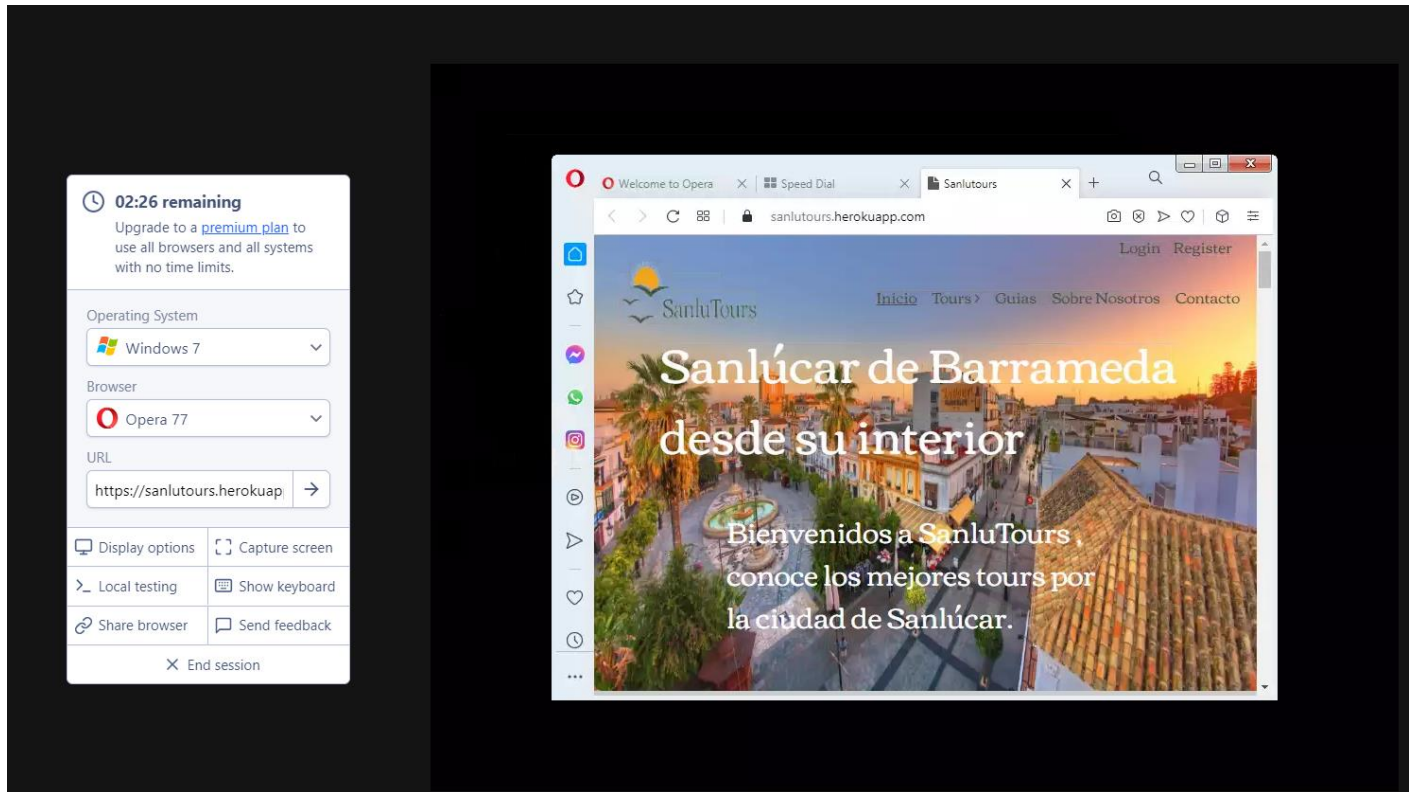 02:26 remaining
Upgrade to a premium plan to
use all browsers and all systems
with no time limits.
Operating System
Windows 7
Browser
Opera 77
URL
https://sanlutours.herokuap
Display options
Capture screen
Local testing
Show keyboard
Share browser
Send feedback
End session
Welcome to Opera
Speed Dial
Sanlutours
sanlutours.herokuapp.com
Login Register
SanluTours
Inicio Tours Guias Sobre Nosotros Contacto
Sanlúcar de Barrameda
desde su interior
Bienvenidos a SanluTours ,
conoce los mejores tours por
la ciudad de Sanlúcar.